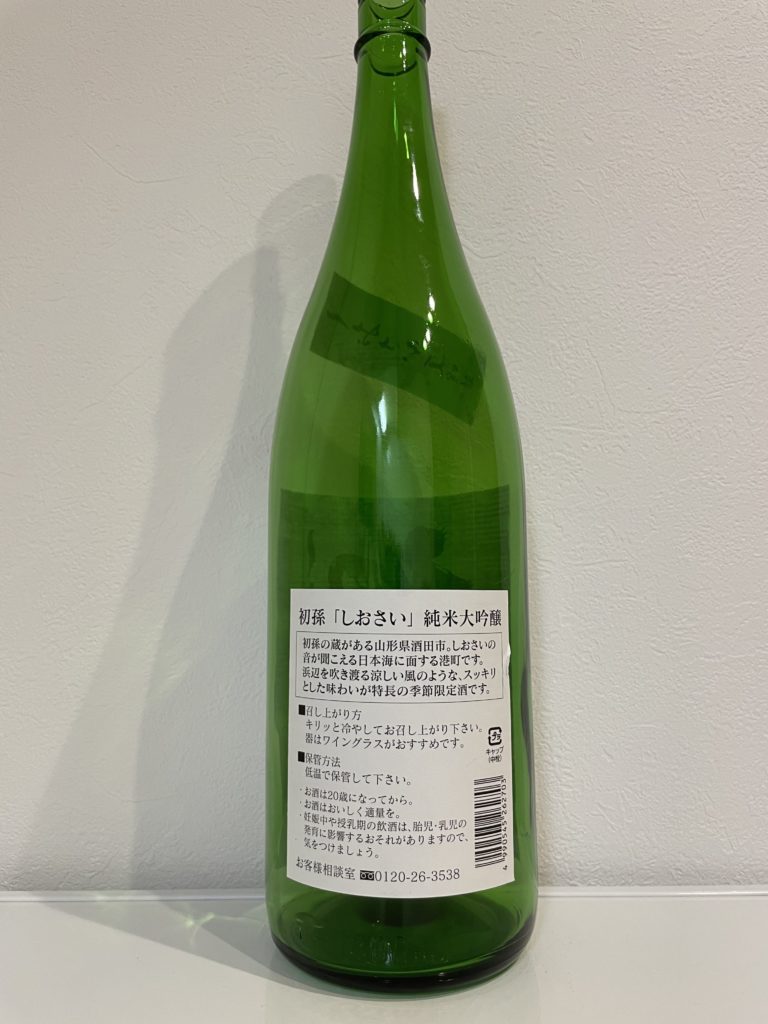 初孫「しおさい」純米大吟醸
初孫の蔵がある山形県酒田市。しおさいの
音が聞こえる日本海に面する港町です。
浜辺を吹き渡る涼しい風のような、スッキリ
とした味わいが特長の季節限定酒です。
■召し上がり方
キリッと冷やしてお召し上がり下さい。
器はワイングラスがおすすめです。
プラ
キャップ
(中栓)
■保管方法
低温で保管して下さい。
・お酒は20歳になってから。
・お酒はおいしく適量を。
・妊娠中や授乳期の飲酒は、胎児・乳児の
発育に影響するおそれがありますので、
気をつけましょう。
お客様相談室 0120-26-3538
4 990545 262703